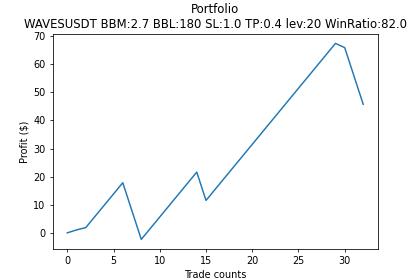 Portfolio
WAVESUSDT BBM:2.7 BBL:180 SL:1.0 TP:0.4 lev:20 WinRatio:82.0
70
60
50
40
30
20
10
0
Profit ($)
0 5 10 15 20 25 30
Trade counts